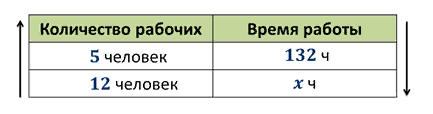 Количество рабочих Время работы
5 человек 132 ч
12 человек x ч